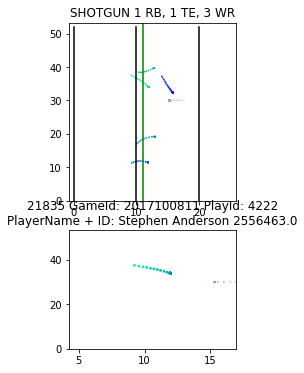 SHOTGUN 1 RB, 1 TE, 3 WR
50
40
30
20
10
0
0 10 20
21835 GameId: 2017100811 PlayId: 4222
PlayerName + ID: Stephen Anderson 2556463.0
40
20
0
5 10 15